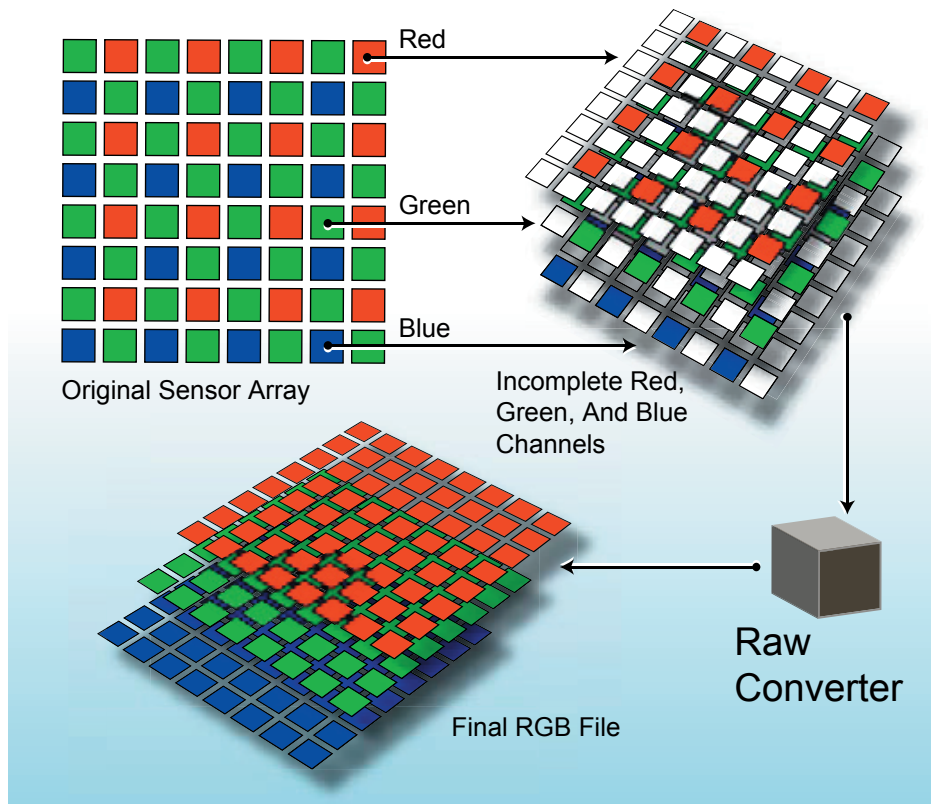 Red
Green
Blue
Original Sensor Array
Incomplete Red,
Green, And Blue
Channels
Raw
Converter
Final RGB File